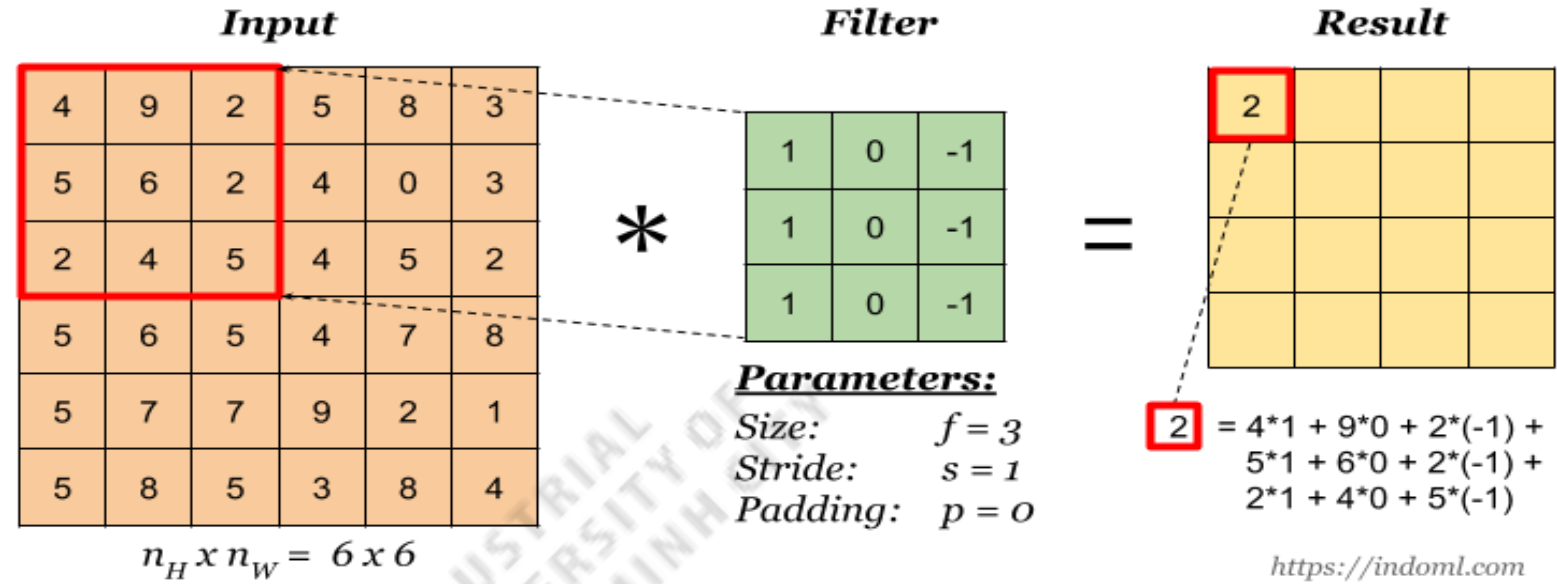 Input
Filter
Result
4 9 2 5 8 3
5 6 2 4 0 3
2 4 5 4 5 2
5 6 5 4 7 8
5 7 7 9 2 1
5 8 5 3 8 4
n_H x n_W = 6 x 6
*
1 0 -1
1 0 -1
1 0 -1
Parameters:
Size: f = 3
Stride: s = 1
Padding: p = 0
=
2
2 = 4*1 + 9*0 + 2*(-1) +
5*1 + 6*0 + 2*(-1) +
2*1 + 4*0 + 5*(-1)
https://indoml.com